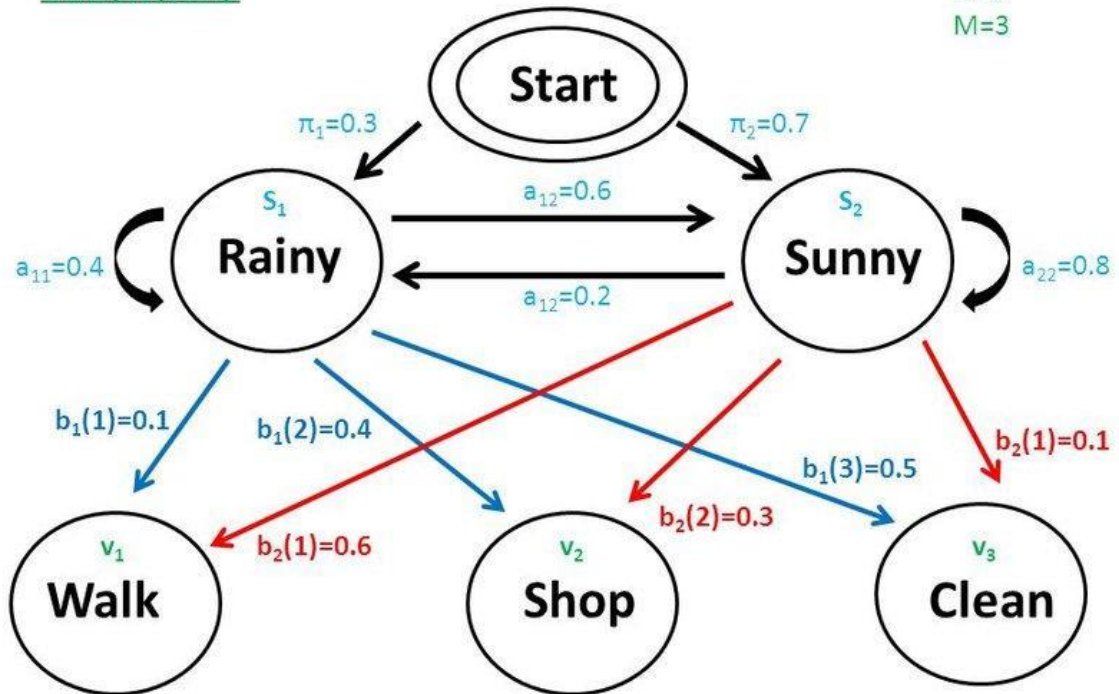 M=3
Start
π₁=0.3
π₂=0.7
S₁
Rainy
a₁₂=0.6
S₂
Sunny
a₁₁=0.4
a₁₂=0.2
a₂₂=0.8
b₁(1)=0.1
b₁(2)=0.4
b₁(3)=0.5
b₂(1)=0.1
b₂(1)=0.6
b₂(2)=0.3
v₁
Walk
v₂
Shop
v₃
Clean